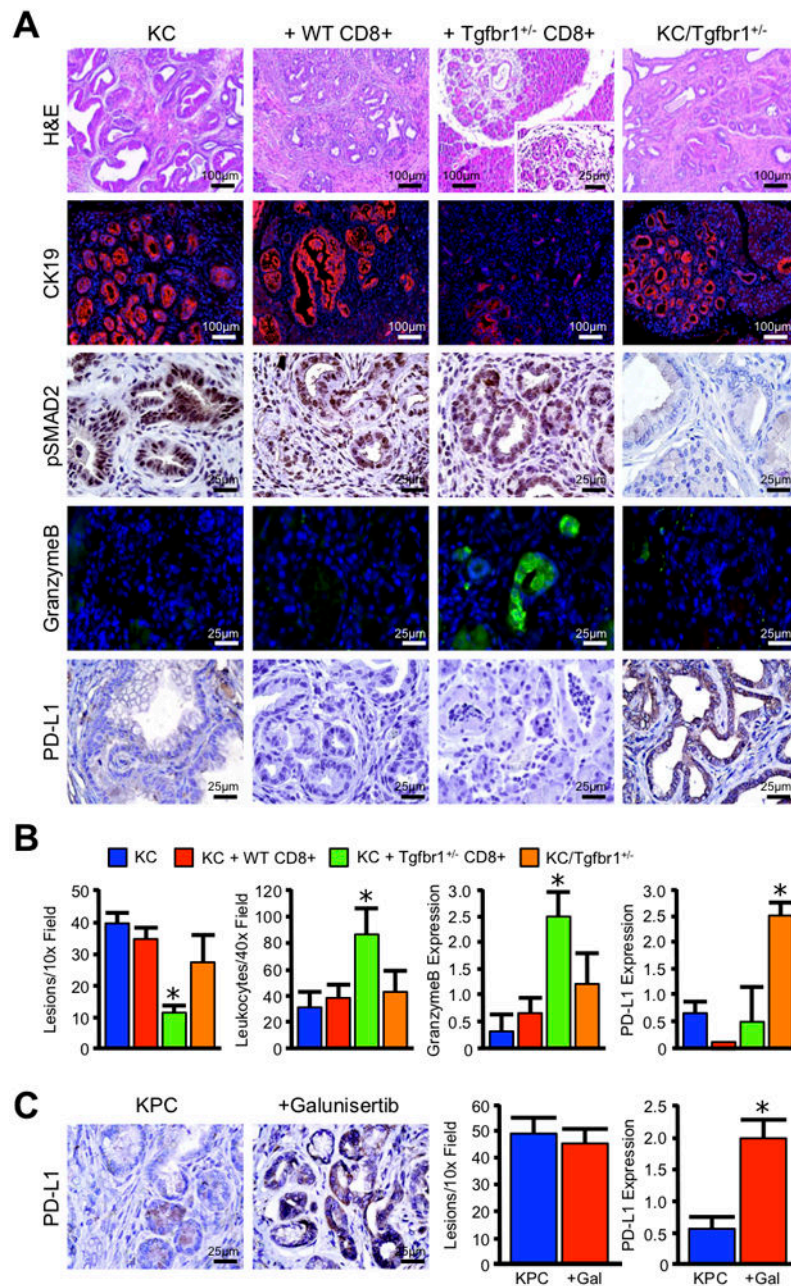 A
KC
+ WT CD8+
+ Tgfbr1+/- CD8+
KC/Tgfbr1+/-
H&E
100µm
100µm
100µm
25µm
100µm
CK19
100µm
100µm
100µm
100µm
pSMAD2
25µm
25µm
25µm
25µm
GranzymeB
25µm
25µm
25µm
25µm
PD-L1
25µm
25µm
25µm
25µm
B
KC
KC + WT CD8+
KC + Tgfbr1+/- CD8+
KC/Tgfbr1+/-
Lesions/10x Field
50
40
30
20
10
0
*
Leukocytes/40x Field
120
100
80
60
40
20
0
*
GranzymeB Expression
3.0
2.5
2.0
1.5
1.0
0.5
0
*
PD-L1 Expression
3.0
2.5
2.0
1.5
1.0
0.5
0
*
C
KPC
+Galunisertib
PD-L1
25µm
25µm
Lesions/10x Field
60
50
40
30
20
10
0
KPC
+Gal
PD-L1 Expression
2.5
2.0
1.5
1.0
0.5
0
*
KPC
+Gal